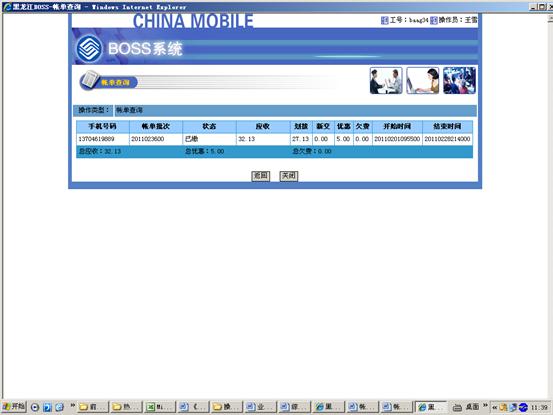 黑龙江BOSS-帐单查询 - Windows Internet Explorer
CHINA MOBILE
工号：baag34 操作员：王雪
BOSS系统
帐单查询
操作类型： 帐单查询
手机号码 帐单批次 状态 应收 划拨 新交 优惠 欠费 开始时间 结束时间
13704619889 2011023600 已缴 32.13 27.13 0.00 5.00 0.00 20110201095500 20110228214000
总应收：32.13 总优惠：5.00 总欠费：0.00
返回 关闭
开始 前... 热... Mi... 《... 操... 业... 综... 黑... 帐... 帐... 黑... 桌面 11:39